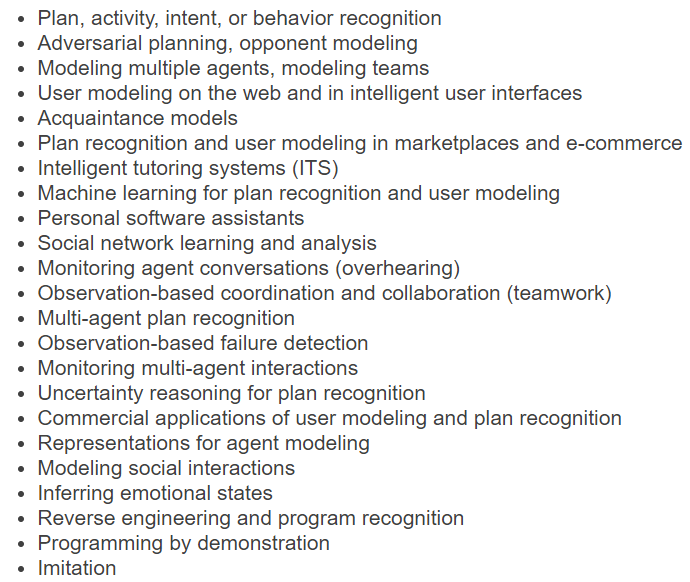 • Plan, activity, intent, or behavior recognition
• Adversarial planning, opponent modeling
• Modeling multiple agents, modeling teams
• User modeling on the web and in intelligent user interfaces
• Acquaintance models
• Plan recognition and user modeling in marketplaces and e-commerce
• Intelligent tutoring systems (ITS)
• Machine learning for plan recognition and user modeling
• Personal software assistants
• Social network learning and analysis
• Monitoring agent conversations (overhearing)
• Observation-based coordination and collaboration (teamwork)
• Multi-agent plan recognition
• Observation-based failure detection
• Monitoring multi-agent interactions
• Uncertainty reasoning for plan recognition
• Commercial applications of user modeling and plan recognition
• Representations for agent modeling
• Modeling social interactions
• Inferring emotional states
• Reverse engineering and program recognition
• Programming by demonstration
• Imitation